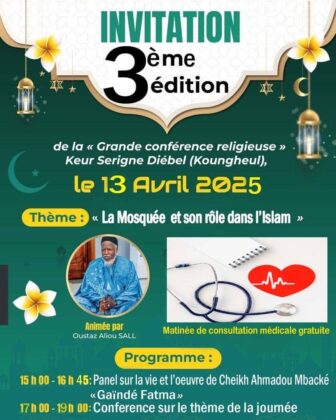 INVITATION
3ème
édition
de la « Grande conférence religieuse »
Keur Serigne Diébel (Koungheul),
le 13 Avril 2025
Thème : « La Mosquée et son rôle dans l'Islam »
Animée par
Oustaz Aliou SALL
Matinée de consultation médicale gratuite
Programme :
15 h 00 - 16 h 45: Panel sur la vie et l'oeuvre de Cheikh Ahmadou Mbacké
«Gaïndé Fatma»
17 h 00 - 19 h 00: Conference sur le thème de la journée